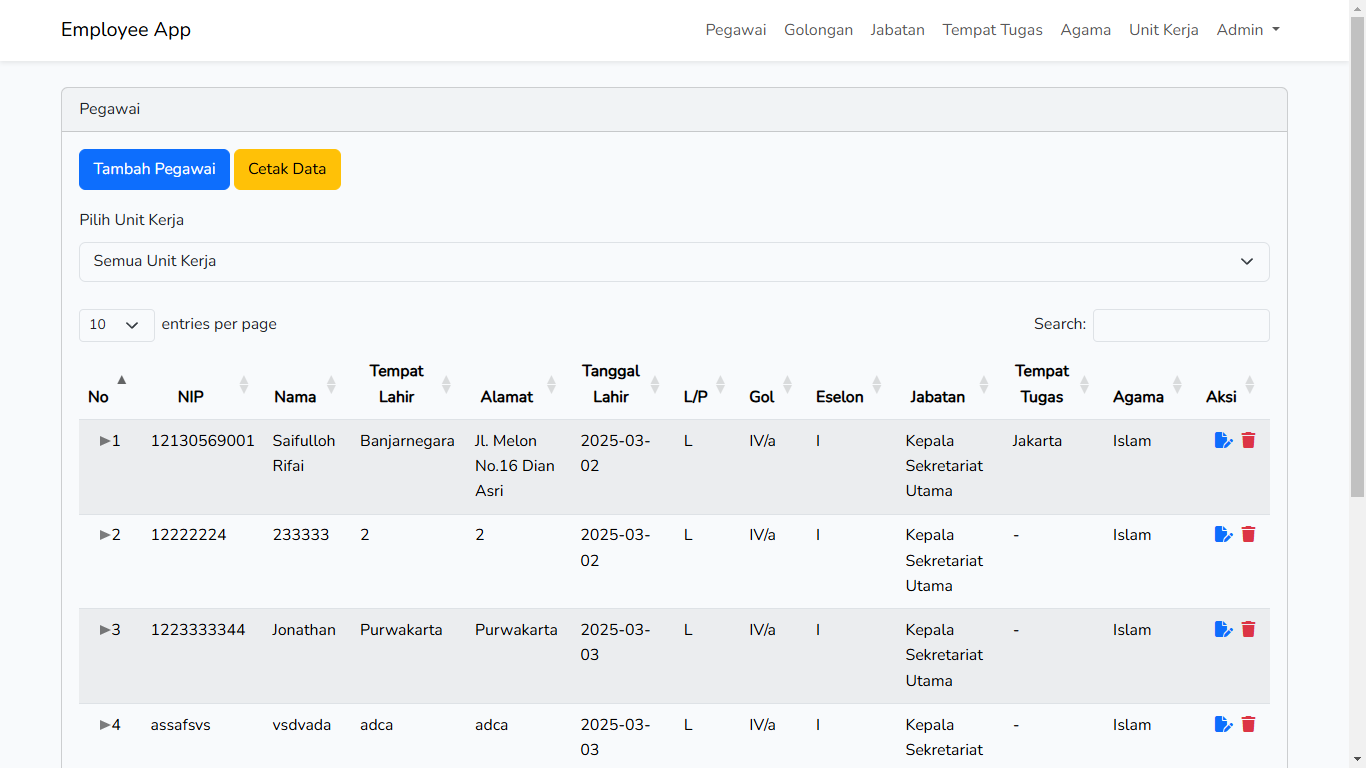 Employee App
Pegawai Golongan Jabatan Tempat Tugas Agama Unit Kerja Admin
Pegawai
Tambah Pegawai Cetak Data
Pilih Unit Kerja
Semua Unit Kerja
10 entries per page Search:
No NIP Nama Tempat Lahir Alamat Tanggal Lahir L/P Gol Eselon Jabatan Tempat Tugas Agama Aksi
1 12130569001 Saifulloh Banjarnegara Jl. Melon 2025-03- L IV/a I Kepala Jakarta Islam
Rifai No.16 Dian 02 Sekretariat
Asri Utama
2 12222224 233333 2 2 2025-03- L IV/a I Kepala - Islam
02 Sekretariat
Utama
3 1223333344 Jonathan Purwakarta Purwakarta 2025-03- L IV/a I Kepala - Islam
03 Sekretariat
Utama
4 assafsvs vsdvada adca adca 2025-03- L IV/a I Kepala - Islam
03 Sekretariat